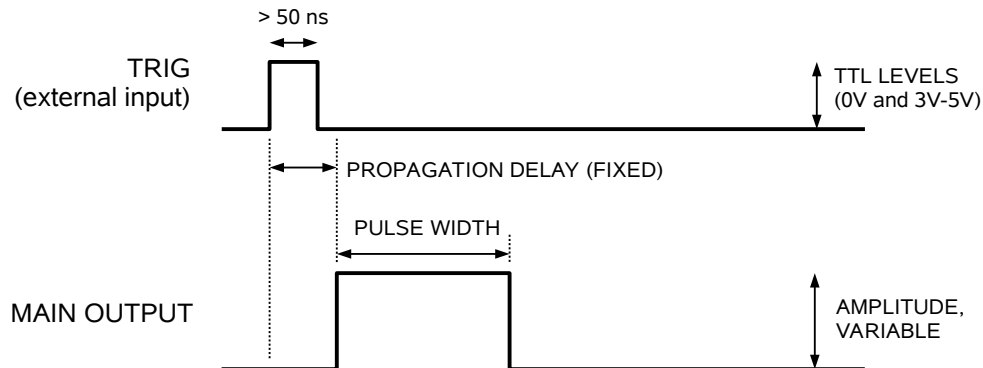 > 50 ns
TRIG
(external input)
TTL LEVELS
(0V and 3V-5V)
PROPAGATION DELAY (FIXED)
PULSE WIDTH
MAIN OUTPUT
AMPLITUDE,
VARIABLE